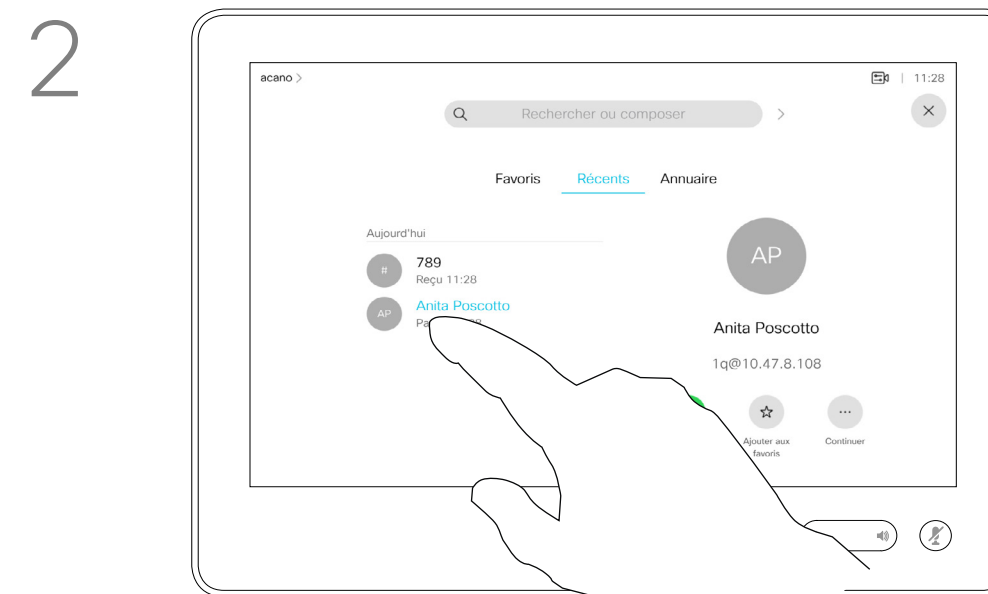 2
acano >
11:28
Rechercher ou composer
Favoris Récents Annuaire
Aujourd'hui
#
789
Reçu 11:28
AP
Anita Poscotto
AP
Anita Poscotto
1q@10.47.8.108
Ajouter aux
favoris
Continuer